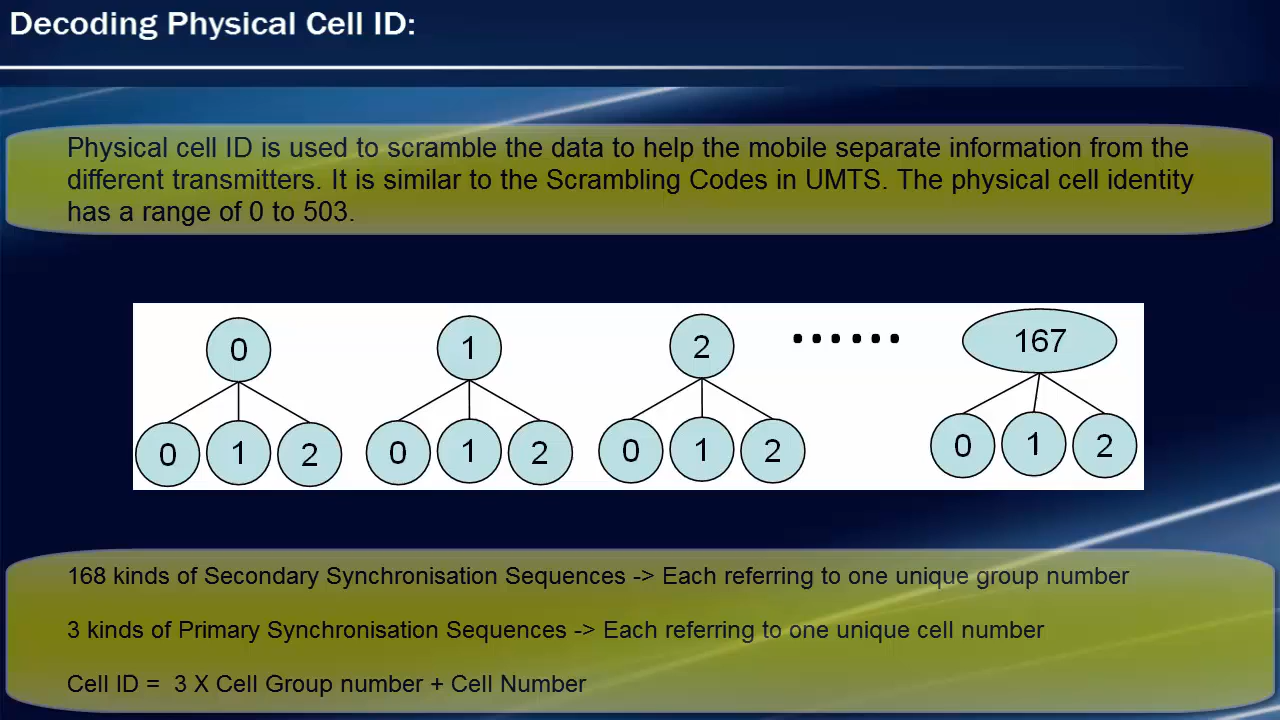 Decoding Physical Cell ID:
Physical cell ID is used to scramble the data to help the mobile separate information from the
different transmitters. It is similar to the Scrambling Codes in UMTS. The physical cell identity
has a range of 0 to 503.
0 1 2 ...... 167
0 1 2 0 1 2 0 1 2 0 1 2
168 kinds of Secondary Synchronisation Sequences -> Each referring to one unique group number
3 kinds of Primary Synchronisation Sequences -> Each referring to one unique cell number
Cell ID = 3 X Cell Group number + Cell Number